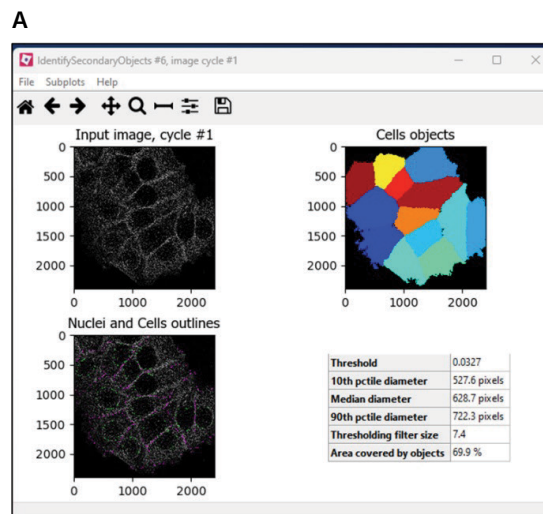 A
IdentifySecondaryObjects #6, image cycle #1
File Subplots Help
Input image, cycle #1
0
500
1000
1500
2000
0 1000 2000
Cells objects
0
500
1000
1500
2000
0 1000 2000
Nuclei and Cells outlines
0
500
1000
1500
2000
0 1000 2000
Threshold 0.0327
10th pctile diameter 527.6 pixels
Median diameter 628.7 pixels
90th pctile diameter 722.3 pixels
Thresholding filter size 7.4
Area covered by objects 69.9 %